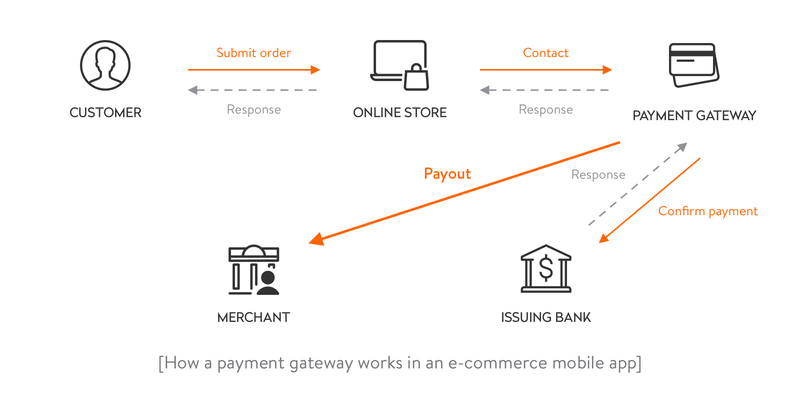 Submit order
Contact
Response
Response
CUSTOMER
ONLINE STORE
PAYMENT GATEWAY
Payout
Response
Confirm payment
MERCHANT
ISSUING BANK
[How a payment gateway works in an e-commerce mobile app]